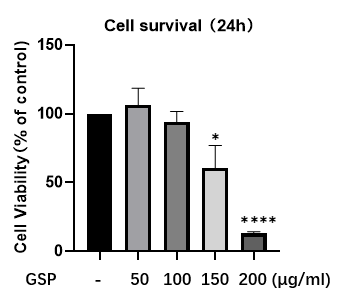 Cell survival（24h）
Cell Viability(% of control)
150
100
50
0
*
****
GSP - 50 100 150 200 (μg/ml)